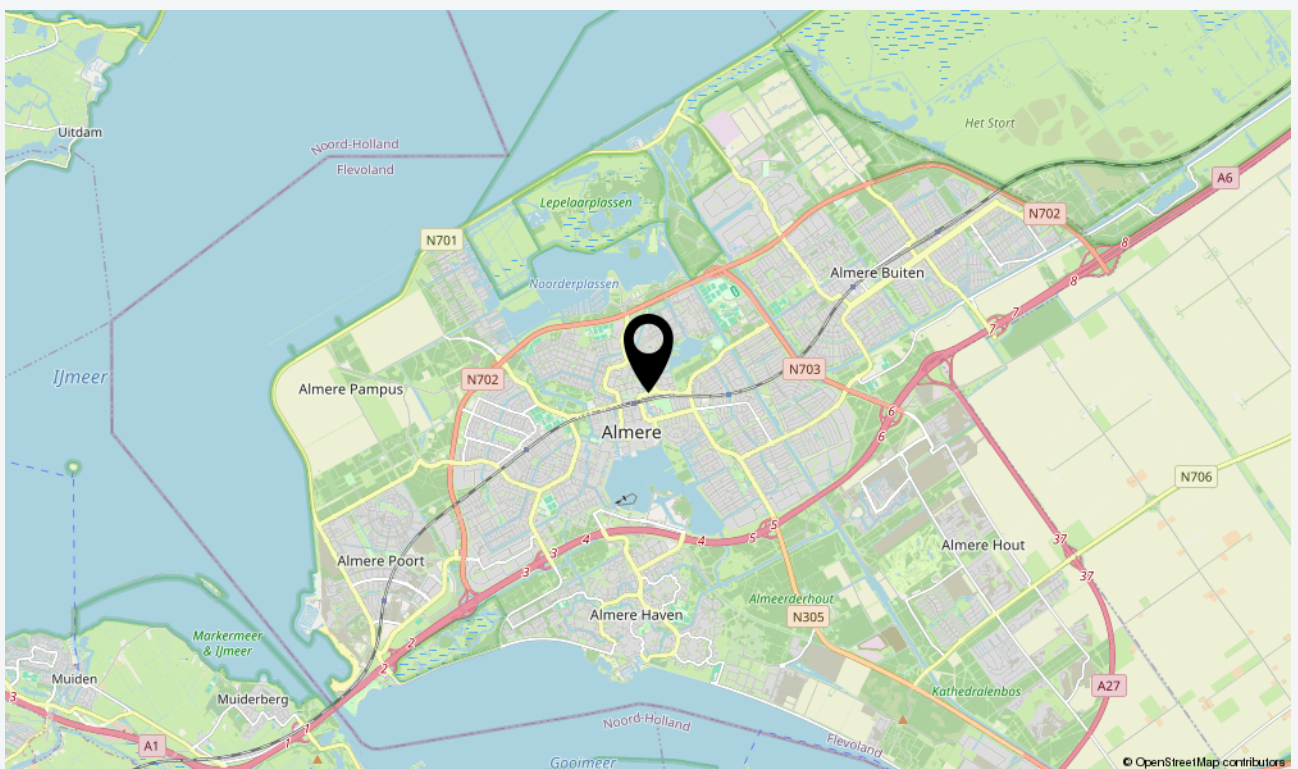 Uitdam
Noord-Holland
Flevoland
Het Stort
A6
Lepelaarplassen
N702
N701
Almere Buiten
Noorderplassen
8
8
7
7
IJmeer
Almere Pampus
N702
N703
6
6
Almere
N706
5
5
4
4
3
3
Almere Hout
37
37
Almere Poort
Almeerderhout
Almere Haven
N305
Markermeer
& IJmeer
2
2
Muiden
Muiderberg
Kathedralenbos
A27
3
1
1
A1
Noord-Holland
Flevoland
Gooimeer
© OpenStreetMap contributors